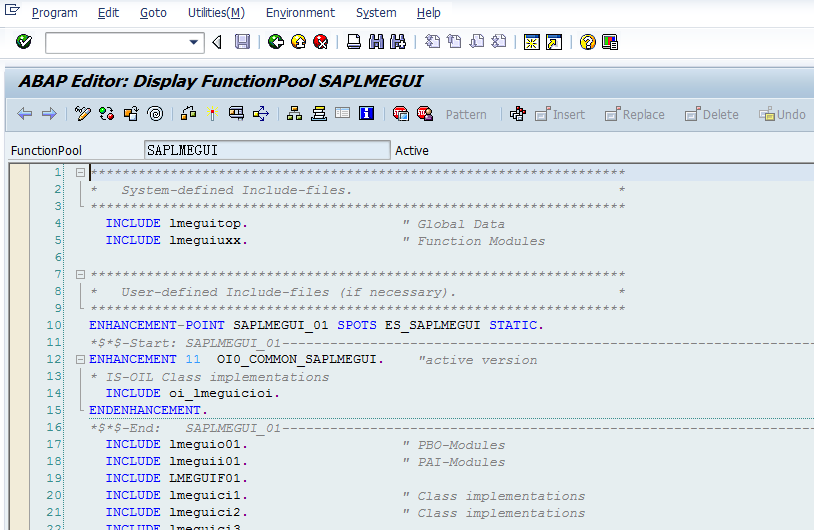 Program Edit Goto Utilities(M) Environment System Help
ABAP Editor: Display FunctionPool SAPLMEGUI
Pattern Insert Replace Delete Undo
FunctionPool SAPLMEGUI Active
1 *******************************************************************
2 * System-defined Include-files. *
3 *******************************************************************
4 INCLUDE lmeguitop. " Global Data
5 INCLUDE lmeguiuxx. " Function Modules
6
7 *******************************************************************
8 * User-defined Include-files (if necessary). *
9 *******************************************************************
10 ENHANCEMENT-POINT SAPLMEGUI_01 SPOTS ES_SAPLMEGUI STATIC.
11 *$*$-Start: SAPLMEGUI_01------------------------------------------------------------------
12 ENHANCEMENT 11 OI0_COMMON_SAPLMEGUI. "active version
13 * IS-OIL Class implementations
14 INCLUDE oi_lmeguicioi.
15 ENDENHANCEMENT.
16 *$*$-End: SAPLMEGUI_01------------------------------------------------------------------
17 INCLUDE lmeguio01. " PBO-Modules
18 INCLUDE lmeguii01. " PAI-Modules
19 INCLUDE LMEGUIF01.
20 INCLUDE lmeguici1. " Class implementations
21 INCLUDE lmeguici2. " Class implementations
22 INCLUDE lmeguici3